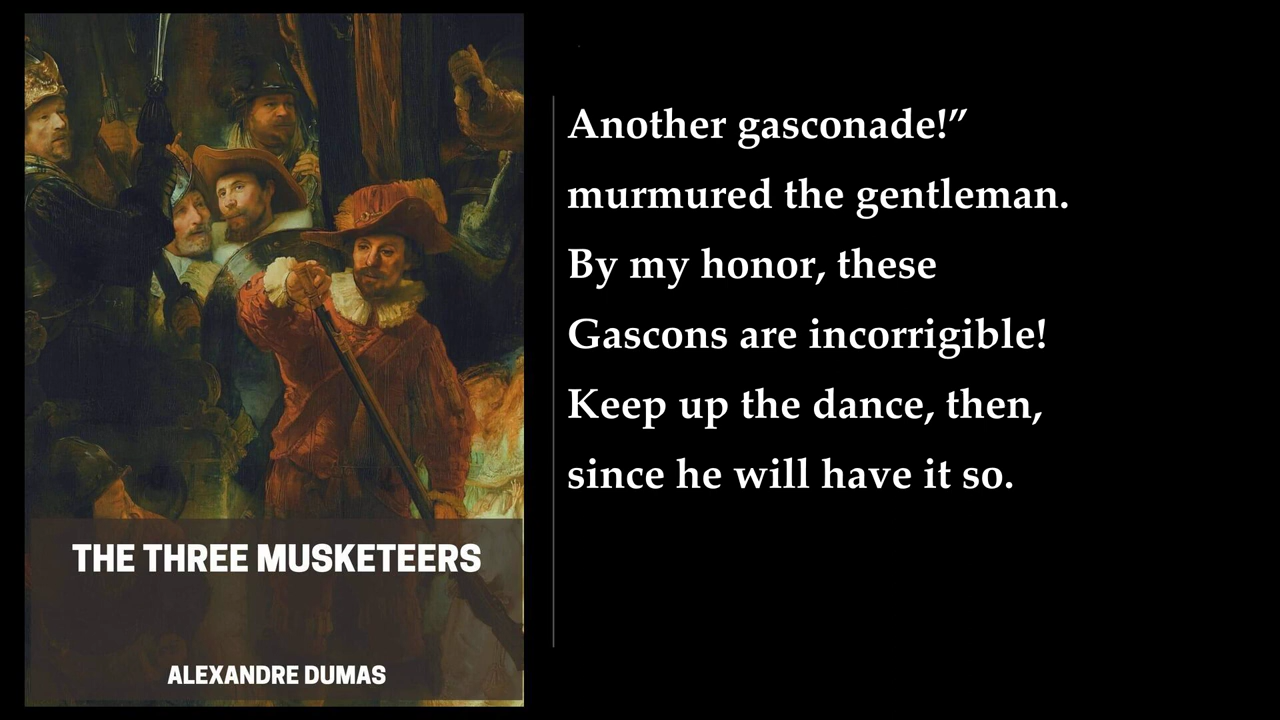 Another gasconade!”
murmured the gentleman.
By my honor, these
Gascons are incorrigible!
Keep up the dance, then,
since he will have it so.
THE THREE MUSKETEERS
ALEXANDRE DUMAS